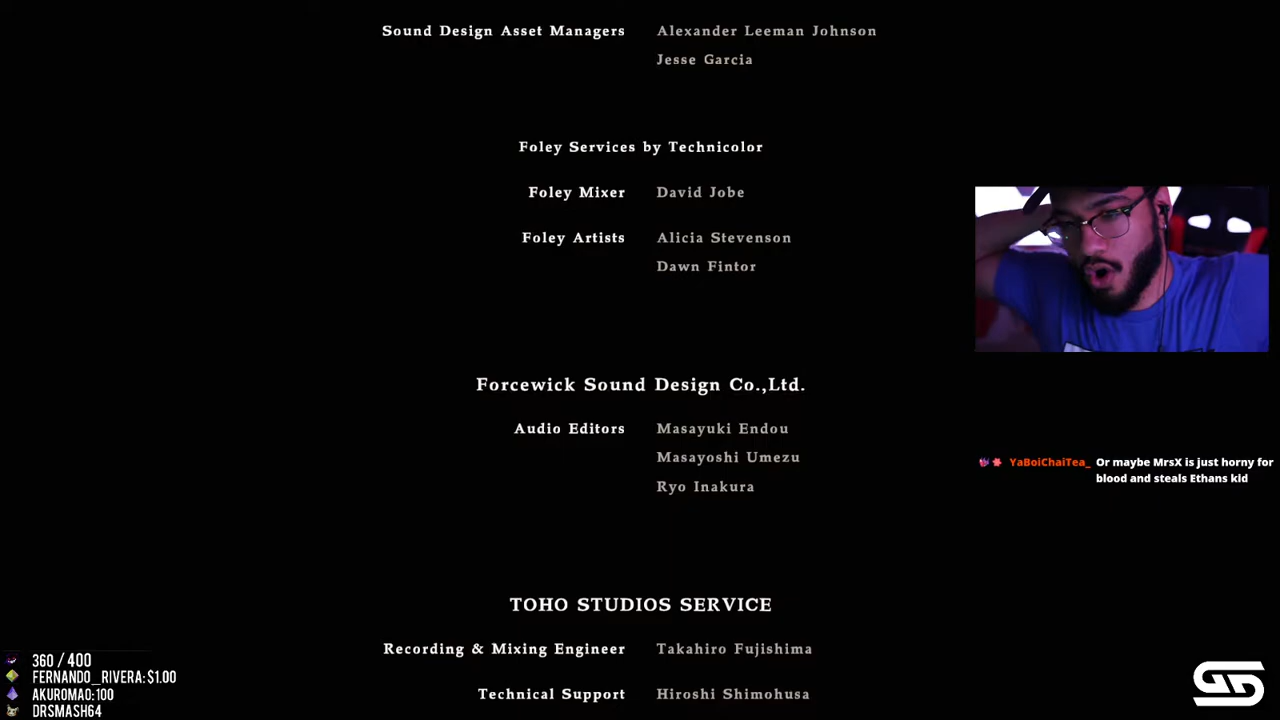 Sound Design Asset Managers Alexander Leeman Johnson
Jesse Garcia
Foley Services by Technicolor
Foley Mixer David Jobe
Foley Artists Alicia Stevenson
Dawn Fintor
Forcewick Sound Design Co.,Ltd.
Audio Editors Masayuki Endou
Masayoshi Umezu
Ryo Inakura
YaBoiChaiTea_ Or maybe MrsX is just horny for
blood and steals Ethans kid
TOHO STUDIOS SERVICE
Recording & Mixing Engineer Takahiro Fujishima
Technical Support Hiroshi Shimohusa
360 / 400
FERNANDO_RIVERA: $1.00
AKUROMAO: 100
DRSMASH64